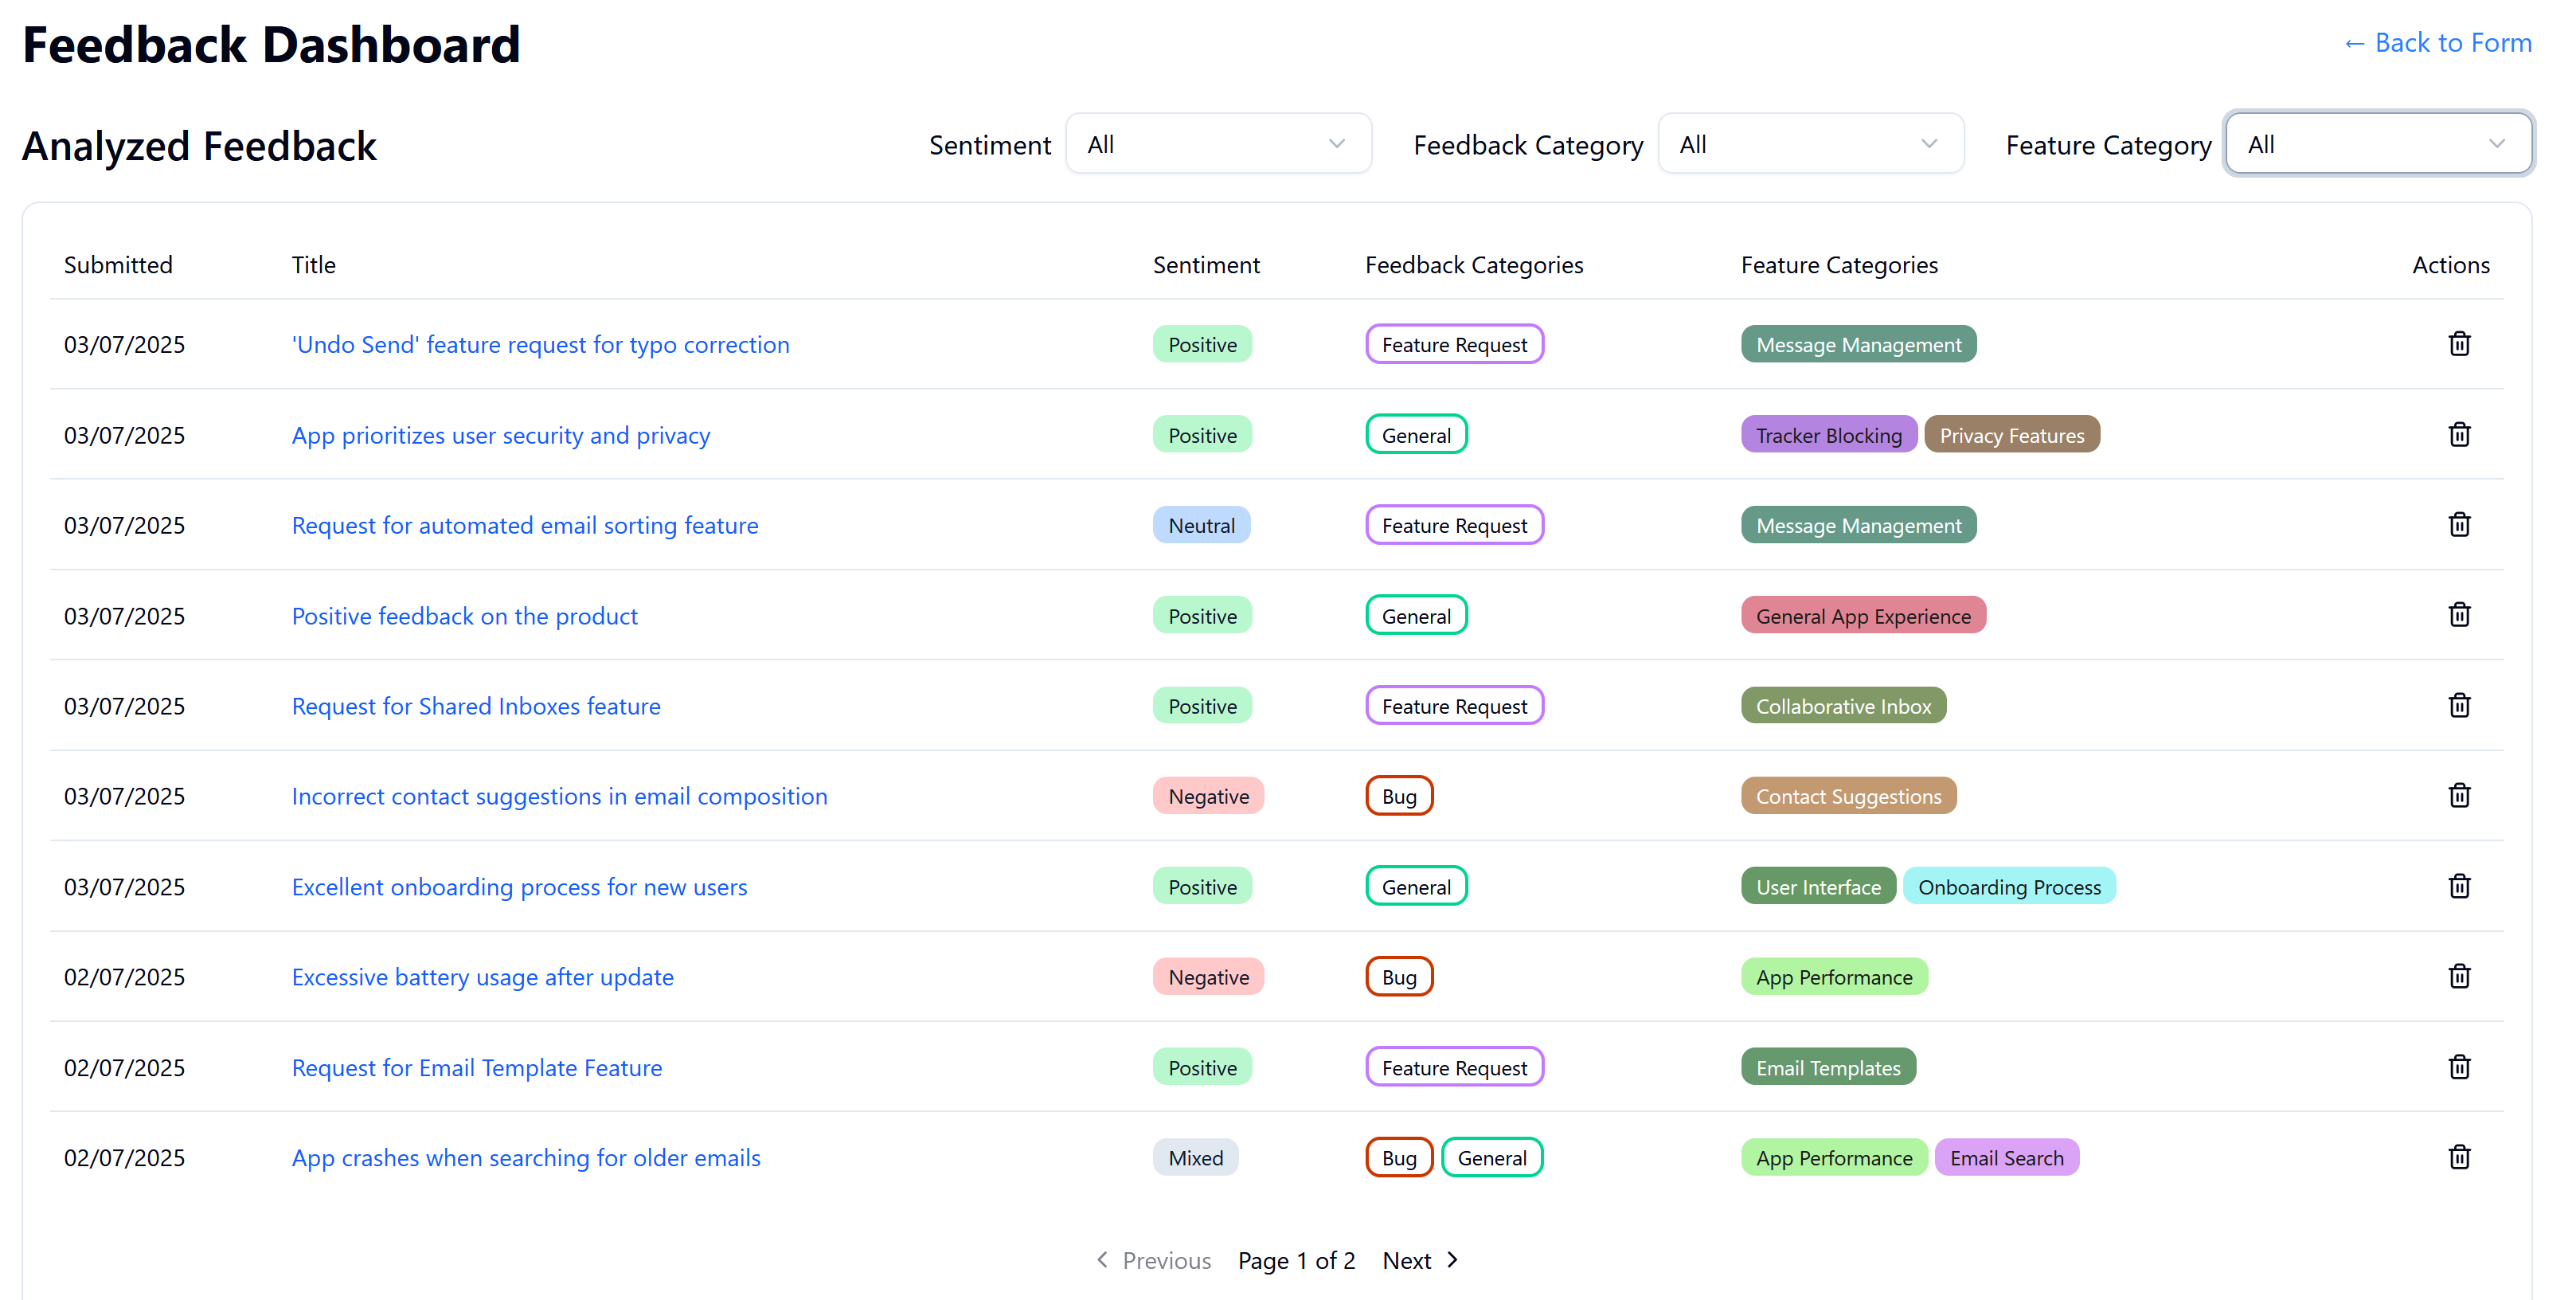 Feedback Dashboard
← Back to Form
Analyzed Feedback
Sentiment All Feedback Category All Feature Category All
Submitted Title Sentiment Feedback Categories Feature Categories Actions
03/07/2025 'Undo Send' feature request for typo correction Positive Feature Request Message Management
03/07/2025 App prioritizes user security and privacy Positive General Tracker Blocking Privacy Features
03/07/2025 Request for automated email sorting feature Neutral Feature Request Message Management
03/07/2025 Positive feedback on the product Positive General General App Experience
03/07/2025 Request for Shared Inboxes feature Positive Feature Request Collaborative Inbox
03/07/2025 Incorrect contact suggestions in email composition Negative Bug Contact Suggestions
03/07/2025 Excellent onboarding process for new users Positive General User Interface Onboarding Process
02/07/2025 Excessive battery usage after update Negative Bug App Performance
02/07/2025 Request for Email Template Feature Positive Feature Request Email Templates
02/07/2025 App crashes when searching for older emails Mixed Bug General App Performance Email Search
Previous Page 1 of 2 Next